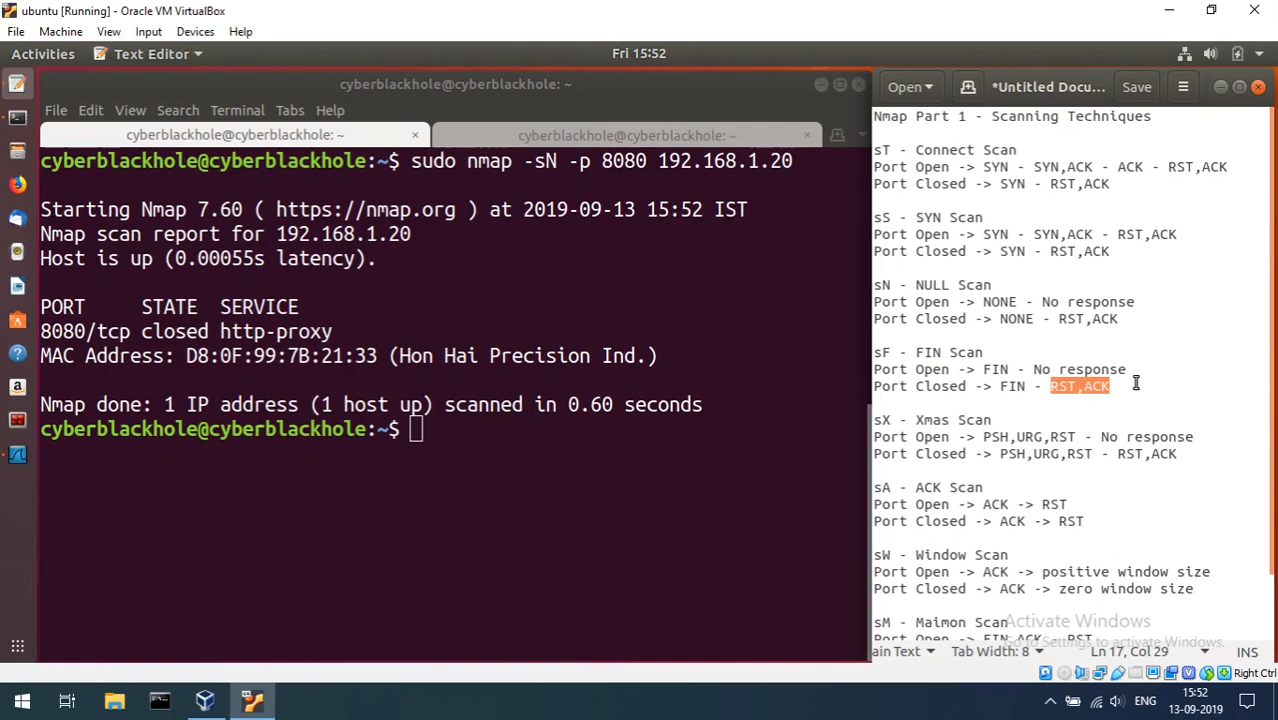 ubuntu [Running] - Oracle VM VirtualBox
File Machine View Input Devices Help
Activities Text Editor Fri 15:52
cyberblackhole@cyberblackhole: ~
File Edit View Search Terminal Tabs Help
cyberblackhole@cyberblackhole: ~ × cyberblackhole@cyberblackhole: ~ ×
cyberblackhole@cyberblackhole:~$ sudo nmap -sN -p 8080 192.168.1.20
Starting Nmap 7.60 ( https://nmap.org ) at 2019-09-13 15:52 IST
Nmap scan report for 192.168.1.20
Host is up (0.00055s latency).
PORT STATE SERVICE
8080/tcp closed http-proxy
MAC Address: D8:0F:99:7B:21:33 (Hon Hai Precision Ind.)
Nmap done: 1 IP address (1 host up) scanned in 0.60 seconds
cyberblackhole@cyberblackhole:~$
Open *Untitled Docu... Save
Nmap Part 1 - Scanning Techniques
sT - Connect Scan
Port Open -> SYN - SYN,ACK - ACK - RST,ACK
Port Closed -> SYN - RST,ACK
sS - SYN Scan
Port Open -> SYN - SYN,ACK - RST,ACK
Port Closed -> SYN - RST,ACK
sN - NULL Scan
Port Open -> NONE - No response
Port Closed -> NONE - RST,ACK
sF - FIN Scan
Port Open -> FIN - No response
Port Closed -> FIN - RST,ACK
sX - Xmas Scan
Port Open -> PSH,URG,RST - No response
Port Closed -> PSH,URG,RST - RST,ACK
sA - ACK Scan
Port Open -> ACK -> RST
Port Closed -> ACK -> RST
sW - Window Scan
Port Open -> ACK -> positive window size
Port Closed -> ACK -> zero window size
sM - Maimon Scan
Port Open -> FIN,ACK - RST
Activate Windows
Go to Settings to activate Windows.
ain Text Tab Width: 8 Ln 17, Col 29 INS
Right Ctrl
ENG 15:52
13-09-2019